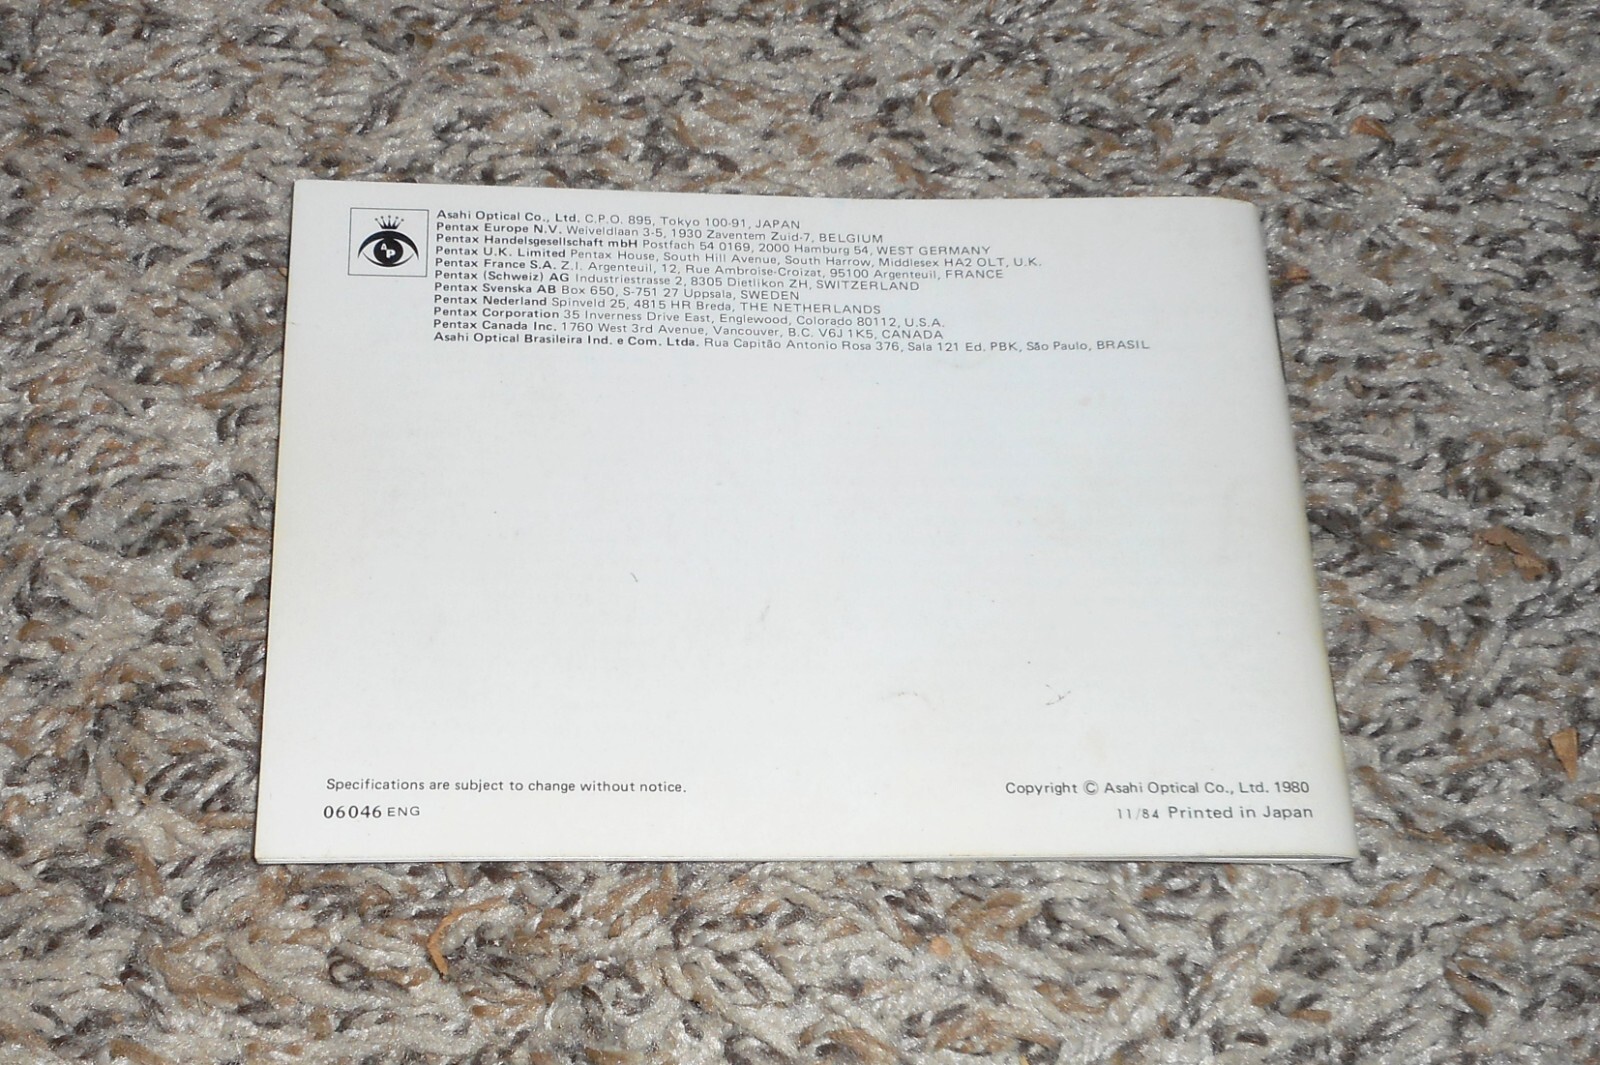 AP
Asahi Optical Co., Ltd. C.P.O. 895, Tokyo 100-91, JAPAN
Pentax Europe N.V. Weiveldlaan 3-5, 1930 Zaventem Zuid-7, BELGIUM
Pentax Handelsgesellschaft mbH Postfach 54 0169, 2000 Hamburg 54, WEST GERMANY
Pentax U.K. Limited Pentax House, South Hill Avenue, South Harrow, Middlesex HA2 OLT, U.K.
Pentax France S.A. Z.I. Argenteuil, 12, Rue Ambroise-Croizat, 95100 Argenteuil, FRANCE
Pentax (Schweiz) AG Industriestrasse 2, 8305 Dietlikon ZH, SWITZERLAND
Pentax Svenska AB Box 650, S-751 27 Uppsala, SWEDEN
Pentax Nederland Spinveld 25, 4815 HR Breda, THE NETHERLANDS
Pentax Corporation 35 Inverness Drive East, Englewood, Colorado 80112, U.S.A.
Pentax Canada Inc. 1760 West 3rd Avenue, Vancouver, B.C. V6J 1K5, CANADA
Asahi Optical Brasileira Ind. e Com. Ltda. Rua Capitão Antonio Rosa 376, Sala 121 Ed. PBK, São Paulo, BRASIL
Specifications are subject to change without notice.
06046 ENG
Copyright © Asahi Optical Co., Ltd. 1980
11/84 Printed in Japan